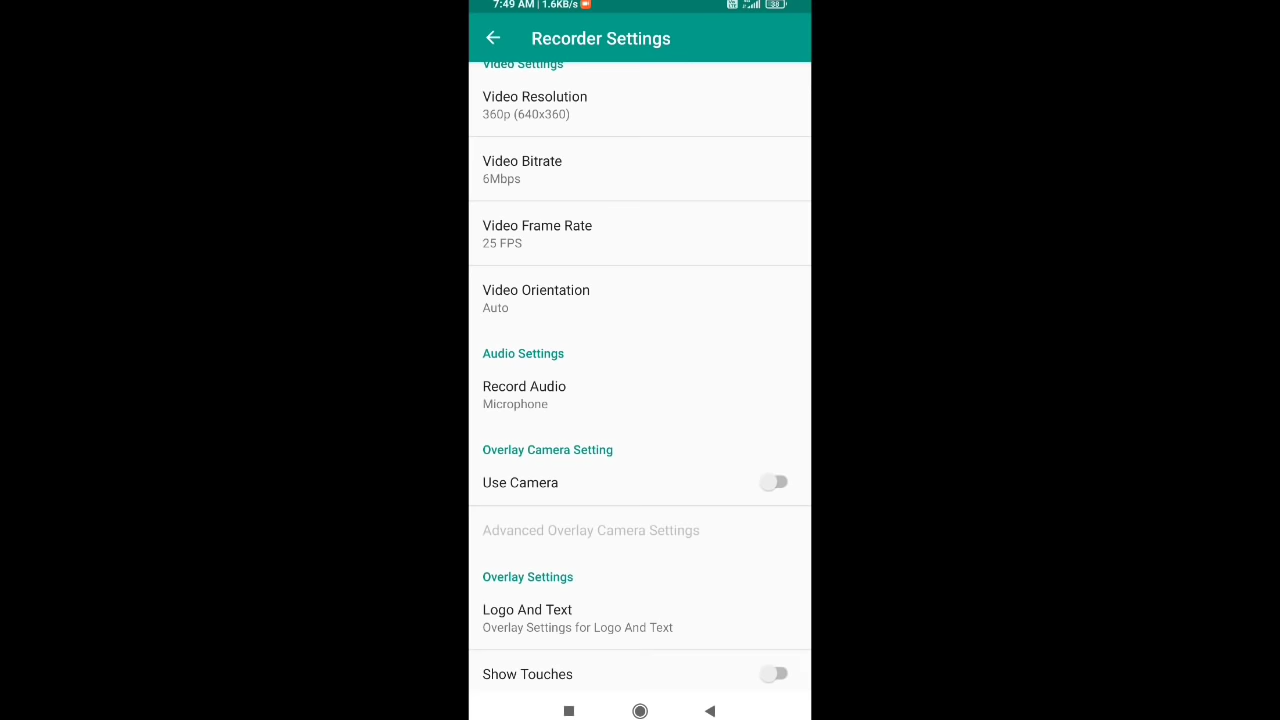 7:49 AM | 1.6KB/s
38
Recorder Settings
Video Settings
Video Resolution
360p (640x360)
Video Bitrate
6Mbps
Video Frame Rate
25 FPS
Video Orientation
Auto
Audio Settings
Record Audio
Microphone
Overlay Camera Setting
Use Camera
Advanced Overlay Camera Settings
Overlay Settings
Logo And Text
Overlay Settings for Logo And Text
Show Touches